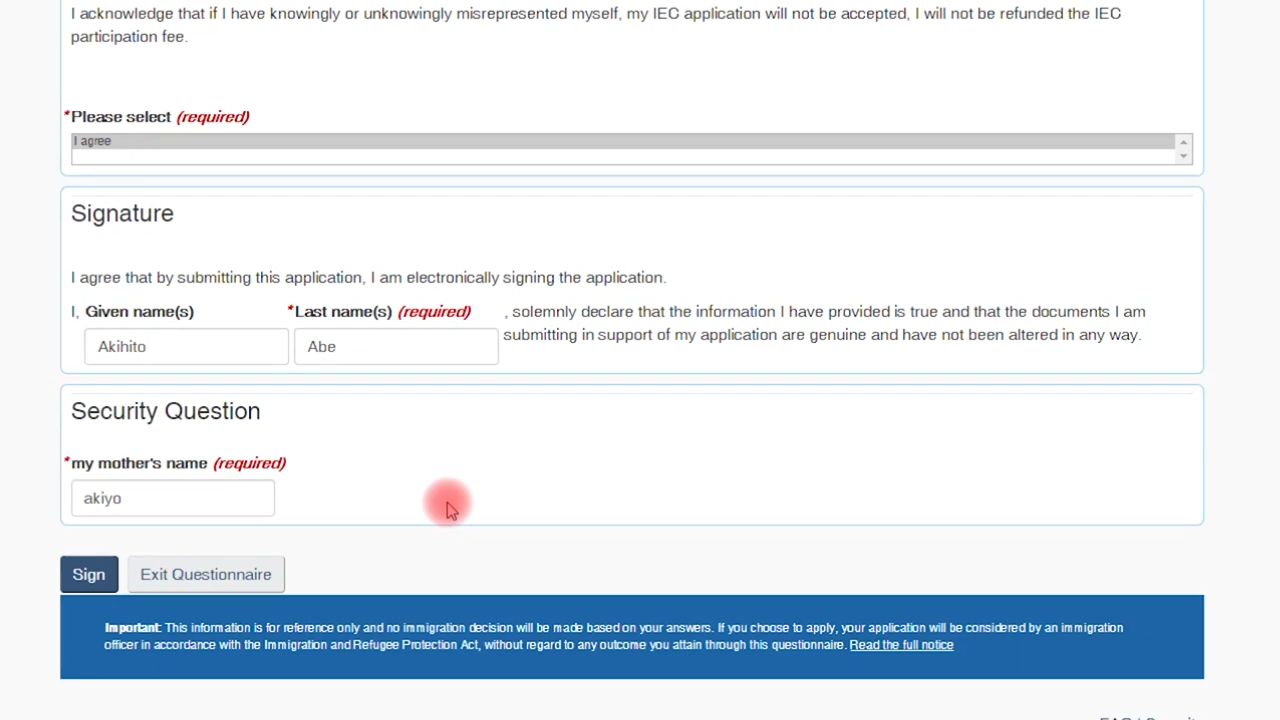 I acknowledge that if I have knowingly or unknowingly misrepresented myself, my IEC application will not be accepted, I will not be refunded the IEC
participation fee.
*Please select (required)
I agree
Signature
I agree that by submitting this application, I am electronically signing the application.
I, Given name(s) *Last name(s) (required) , solemnly declare that the information I have provided is true and that the documents I am
submitting in support of my application are genuine and have not been altered in any way.
Akihito Abe
Security Question
*my mother's name (required)
akiyo
Sign Exit Questionnaire
Important: This information is for reference only and no immigration decision will be made based on your answers. If you choose to apply, your application will be considered by an immigration
officer in accordance with the Immigration and Refugee Protection Act, without regard to any outcome you attain through this questionnaire. Read the full notice